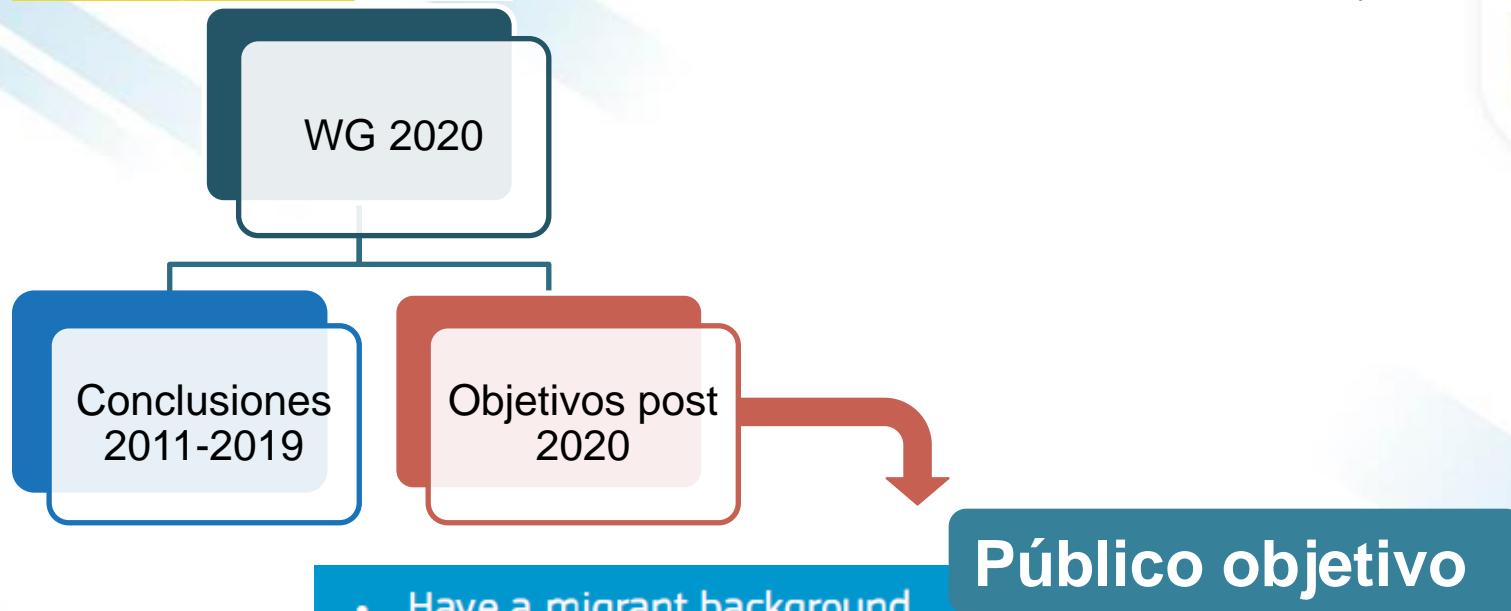 WG 2020
Conclusiones
2011-2019
Objetivos post
2020
Público objetivo
• Have a migrant background